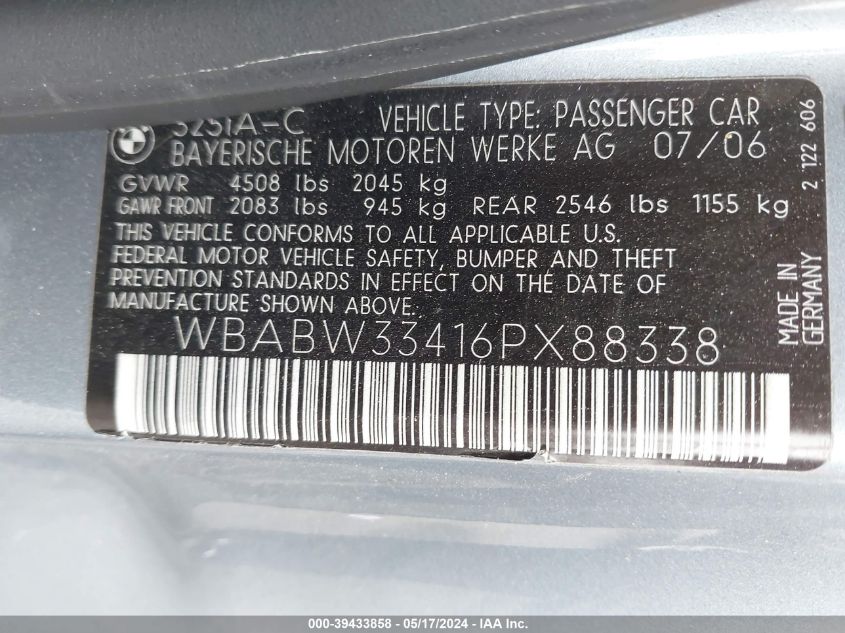 BMW
325iA-C VEHICLE TYPE: PASSENGER CAR
BAYERISCHE MOTOREN WERKE AG 07/06
GVWR 4508 lbs 2045 kg
GAWR FRONT 2083 lbs 945 kg REAR 2546 lbs 1155 kg
THIS VEHICLE CONFORMS TO ALL APPLICABLE U.S.
FEDERAL MOTOR VEHICLE SAFETY, BUMPER AND THEFT
PREVENTION STANDARDS IN EFFECT ON THE DATE OF
MANUFACTURE SHOWN ABOVE.
WBABW33416PX88338
2 122 606
MADE IN
GERMANY
000-39433858 - 05/17/2024 - IAA Inc.